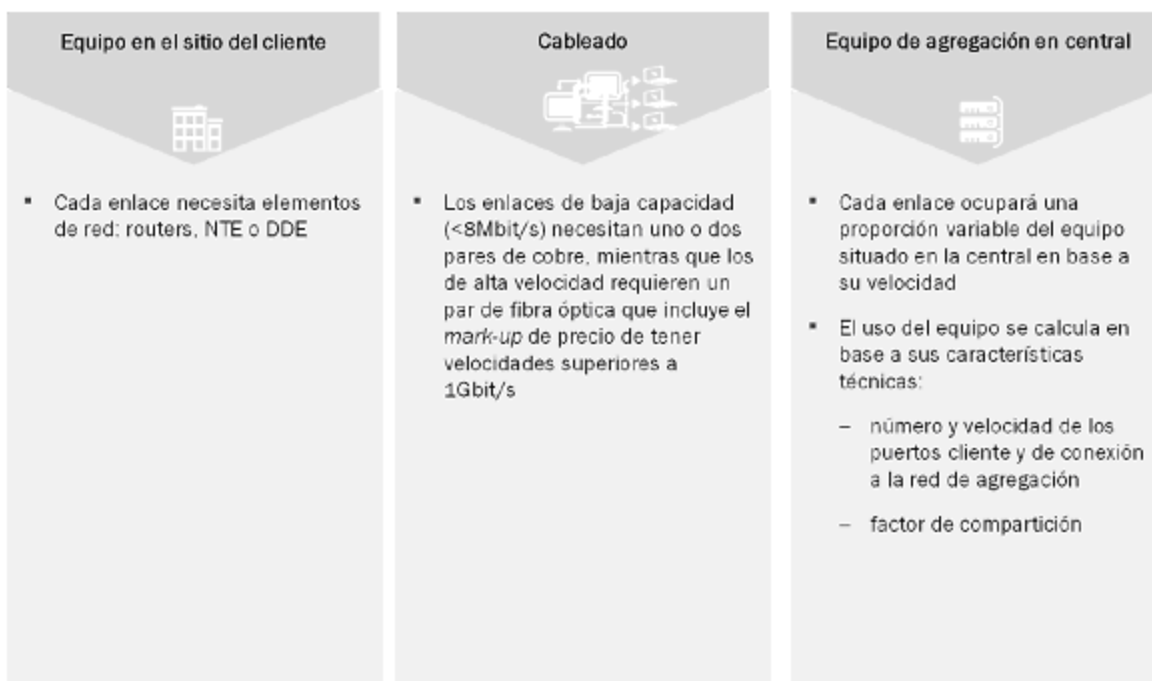 Equipo en el sitio del cliente
▪ Cada enlace necesita elementos
de red: routers, NTE o DDE
Cableado
▪ Los enlaces de baja capacidad
(<8Mbit/s) necesitan uno o dos
pares de cobre, mientras que los
de alta velocidad requieren un
par de fibra óptica que incluye el
mark-up de precio de tener
velocidades superiores a
1Gbit/s
Equipo de agregación en central
▪ Cada enlace ocupará una
proporción variable del equipo
situado en la central en base a
su velocidad
▪ El uso del equipo se calcula en
base a sus características
técnicas:
– número y velocidad de los
puertos cliente y de conexión
a la red de agregación
– factor de compartición